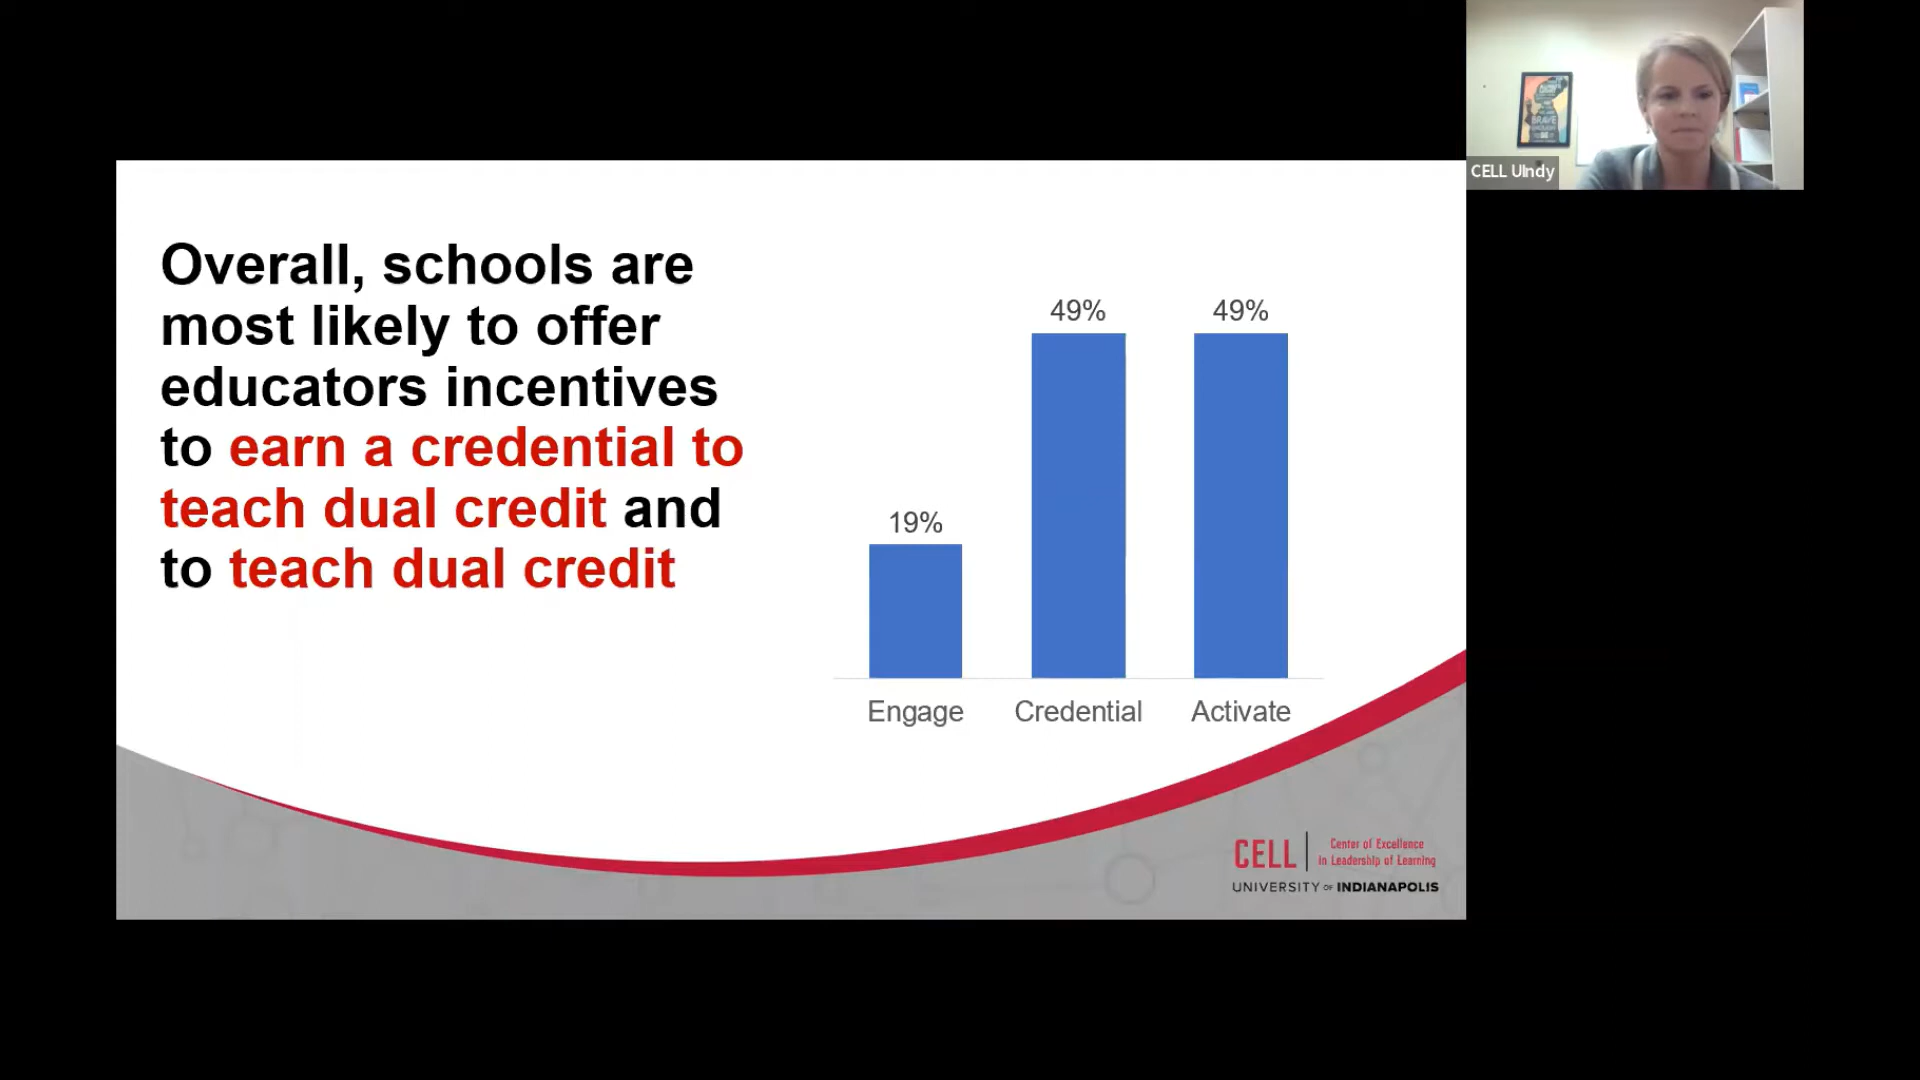 CELL UIndy
BRAVE
Overall, schools are
most likely to offer
educators incentives
to earn a credential to
teach dual credit and
to teach dual credit
49%
49%
19%
Engage
Credential
Activate
CELL
Center of Excellence
in Leadership of Learning
UNIVERSITY OF INDIANAPOLIS